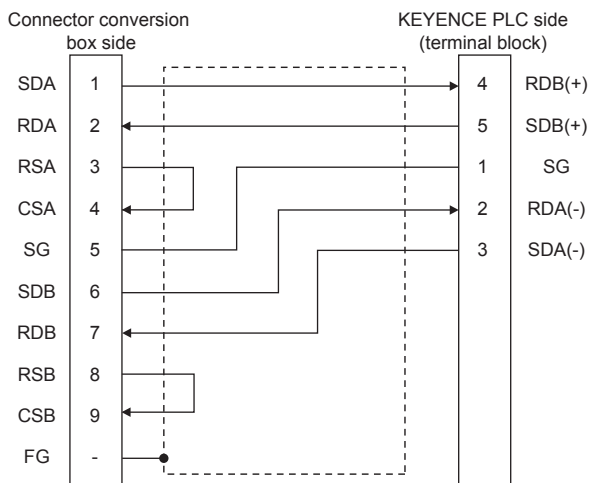 Connector conversion
box side
KEYENCE PLC side
(terminal block)
SDA 1 4 RDB(+)
RDA 2 5 SDB(+)
RSA 3 1 SG
CSA 4 2 RDA(-)
SG 5 3 SDA(-)
SDB 6
RDB 7
RSB 8
CSB 9
FG -